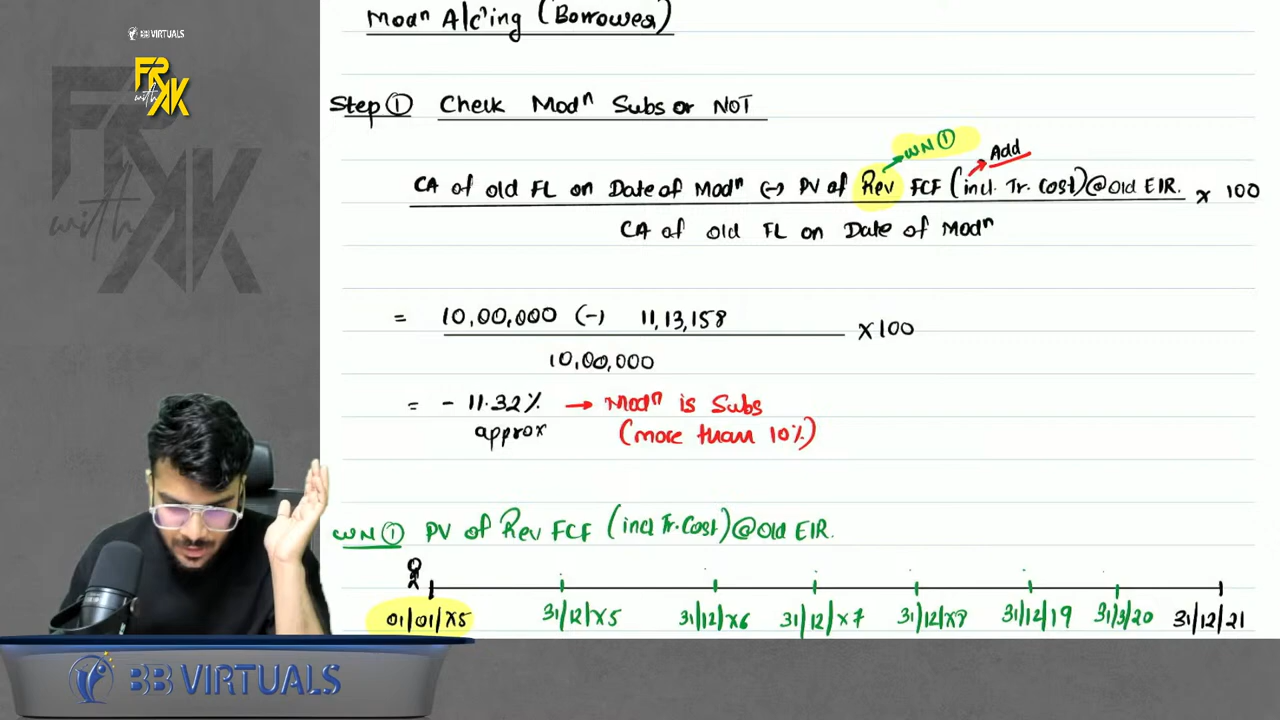 Modⁿ A/c'ing (Borrower)
BB VIRTUALS
FR
with
AK
FR
with
AK
Step ① Check Modⁿ Subs or NOT
WN ①
Add
CA of old FL on Date of Modⁿ (-) PV of Rev FCF (incl. Tr. Cost)@Old EIR. x 100
CA of old FL on Date of Modⁿ
= 10,00,000 (-) 11,13,158 x100
10,00,000
= - 11.32% → Modⁿ is Subs
approx (more than 10%)
WN ① PV of Rev FCF (incl Tr. Cost)@Old EIR.
01/01/X5 31/12/X5 31/12/X6 31/12/X7 31/12/X8 31/12/19 31/3/20 31/12/21
BB VIRTUALS